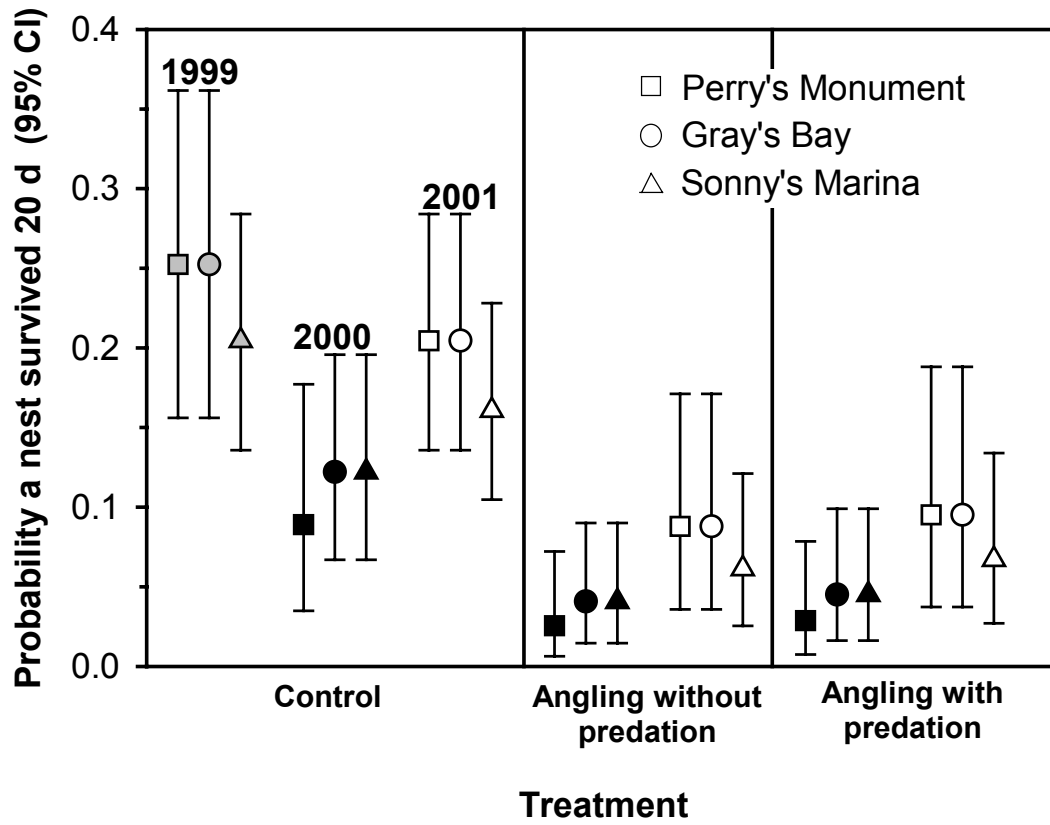 Probability a nest survived 20 d (95% CI)
0.4
0.3
0.2
0.1
0.0
1999
2000
2001
Perry's Monument
Gray's Bay
Sonny's Marina
Control
Angling without
predation
Angling with
predation
Treatment